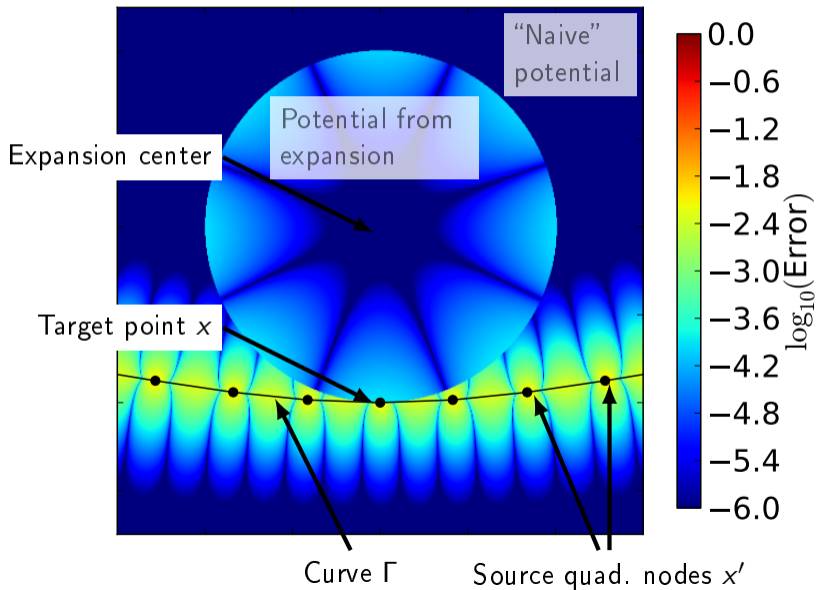 “Naive”
potential
Potential from
expansion
Expansion center
Target point x
Curve Γ
Source quad. nodes x′
0.0
−0.6
−1.2
−1.8
−2.4
−3.0
−3.6
−4.2
−4.8
−5.4
−6.0
log₁₀(Error)